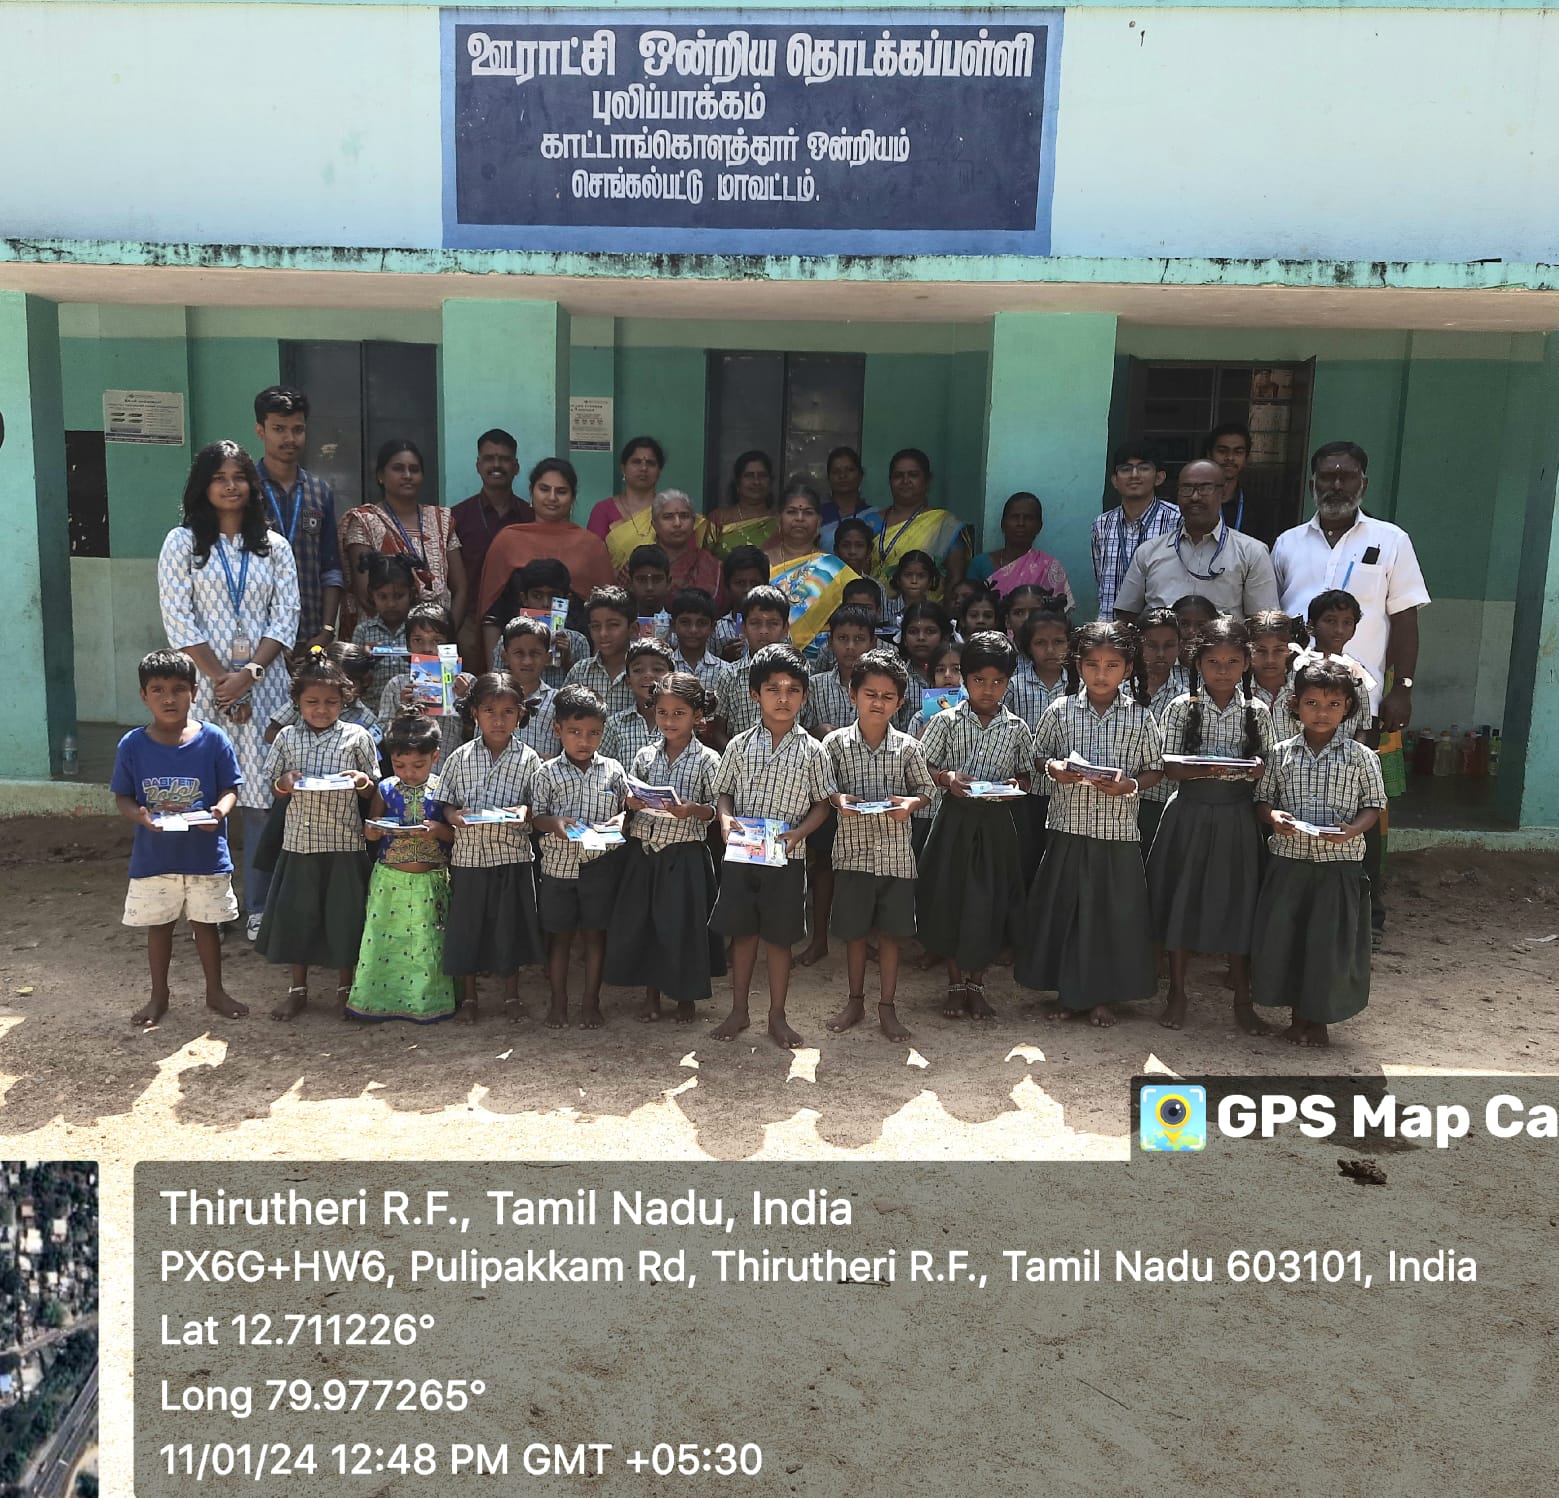 ஊராட்சி ஒன்றிய தொடக்கப்பள்ளி
புலிப்பாக்கம்
காட்டாங்கொளத்தூர் ஒன்றியம்
செங்கல்பட்டு மாவட்டம்.
GPS Map Ca
Thirutheri R.F., Tamil Nadu, India
PX6G+HW6, Pulipakkam Rd, Thirutheri R.F., Tamil Nadu 603101, India
Lat 12.711226°
Long 79.977265°
11/01/24 12:48 PM GMT +05:30